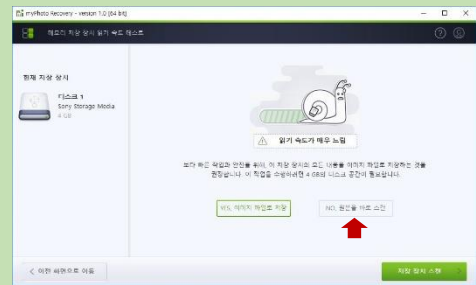 myPhoto Recovery - version 1.0 [64 bit]
메모리 저장 장치 읽기 속도 테스트
현재 저장 장치
디스크 1
Sony Storage Media
4 GB
읽기 속도가 매우 느림
보다 빠른 작업과 안전을 위해, 이 저장 장치의 모든 내용을 이미지 파일로 저장하는 것을
권장합니다. 이 작업을 수행하려면 4 GB의 디스크 공간이 필요합니다.
YES, 이미지 파일로 저장
NO, 원본을 바로 스캔
이전 화면으로 이동
저장 장치 스캔